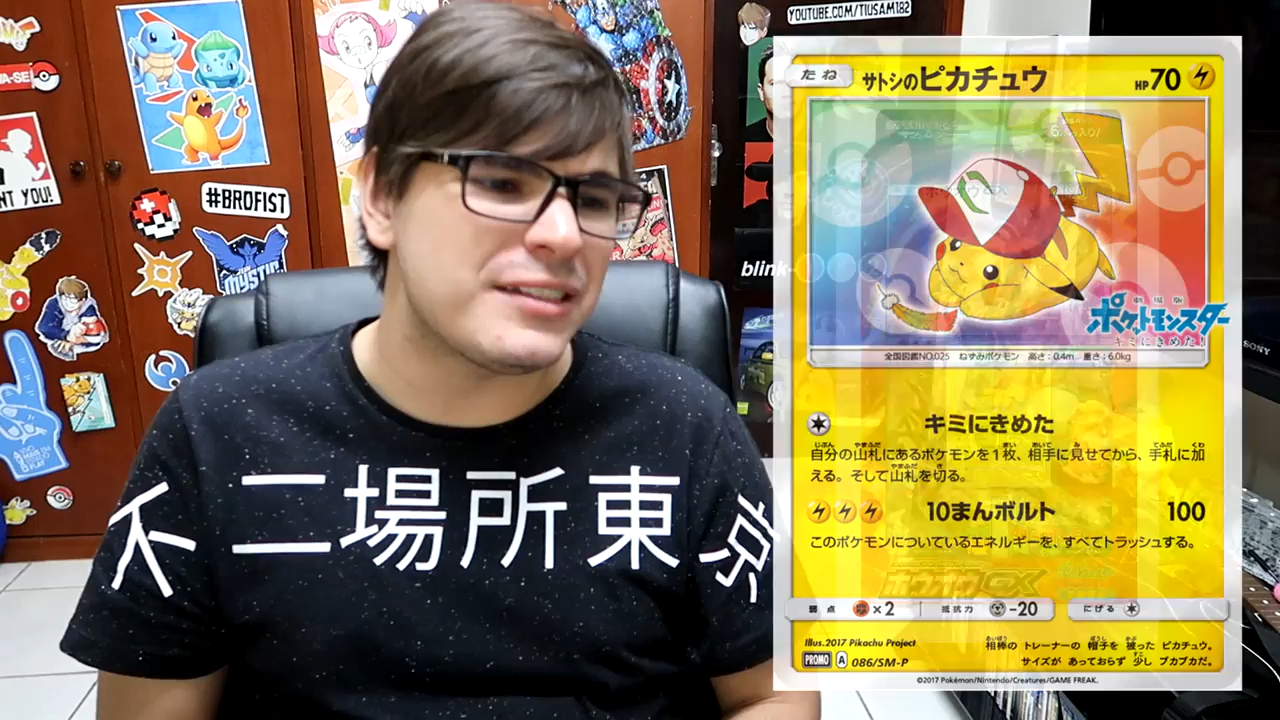 YOUTUBE.COM/TIUSAM182
NT YOU!
#BROFIST
MYSTIC
blink-
SONY
不 二 場 所 東 京
たね サトシのピカチュウ HP 70
劇場版
ポケットモンスター
キミにきめた!
全国図鑑NO.025 ねずみポケモン 高さ:0.4m 重さ:6.0kg
キミにきめた
自分の山札にあるポケモンを1枚、相手に見せてから、手札に加
える。そして山札を切る。
10まんボルト 100
このポケモンについているエネルギーを、すべてトラッシュする。
ホウオウGX
弱点 ×2 抵抗力 -20 にげる
Illus.2017 Pikachu Project
PROMO A 086/SM-P
相棒の トレーナーの 帽子を 被った ピカチュウ。
サイズが あっておらず 少し ブカブカだ。
©2017 Pokémon/Nintendo/Creatures/GAME FREAK.